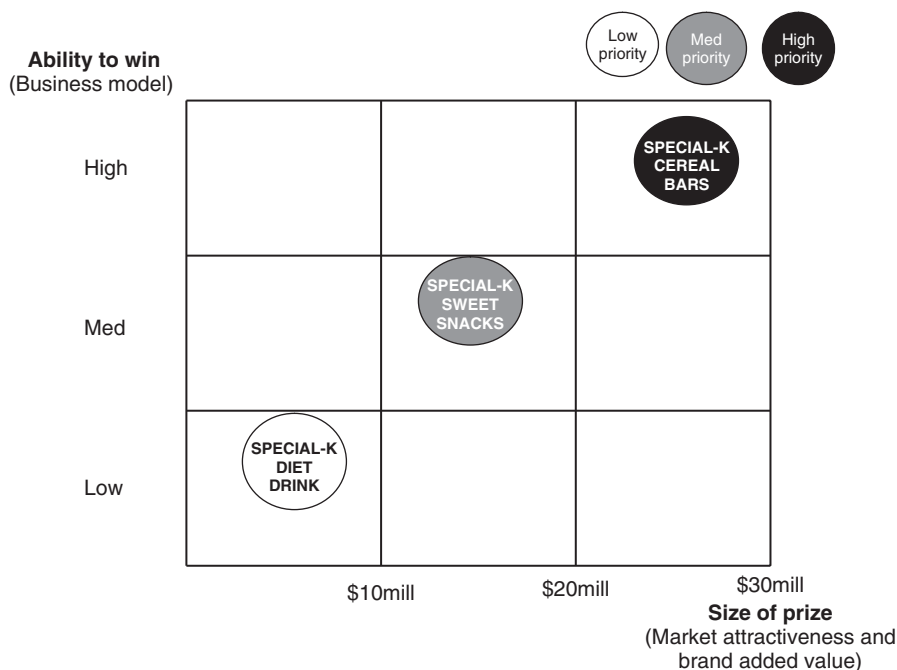 Low
priority
Med
priority
High
priority
Ability to win
(Business model)
High
SPECIAL-K
CEREAL
BARS
Med
SPECIAL-K
SWEET
SNACKS
Low
SPECIAL-K
DIET
DRINK
$10mill
$20mill
$30mill
Size of prize
(Market attractiveness and
brand added value)